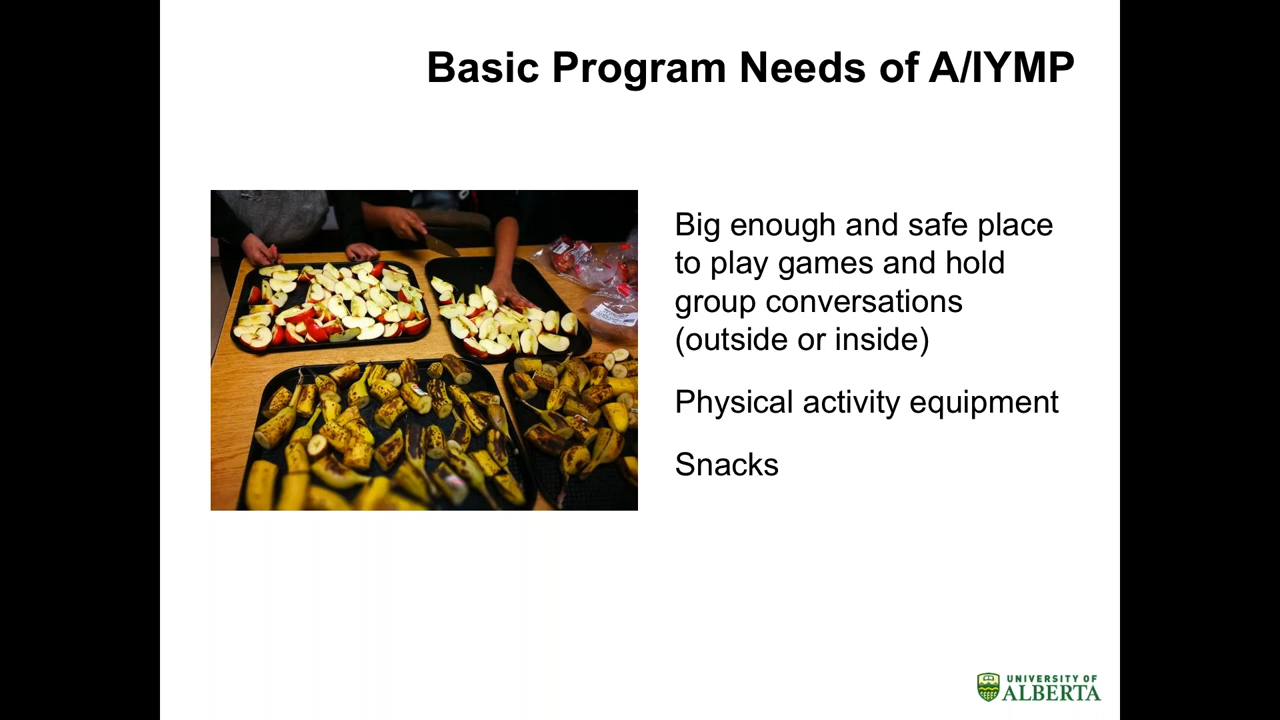 Basic Program Needs of A/IYMP
Big enough and safe place
to play games and hold
group conversations
(outside or inside)
Physical activity equipment
Snacks
UNIVERSITY OF
ALBERTA